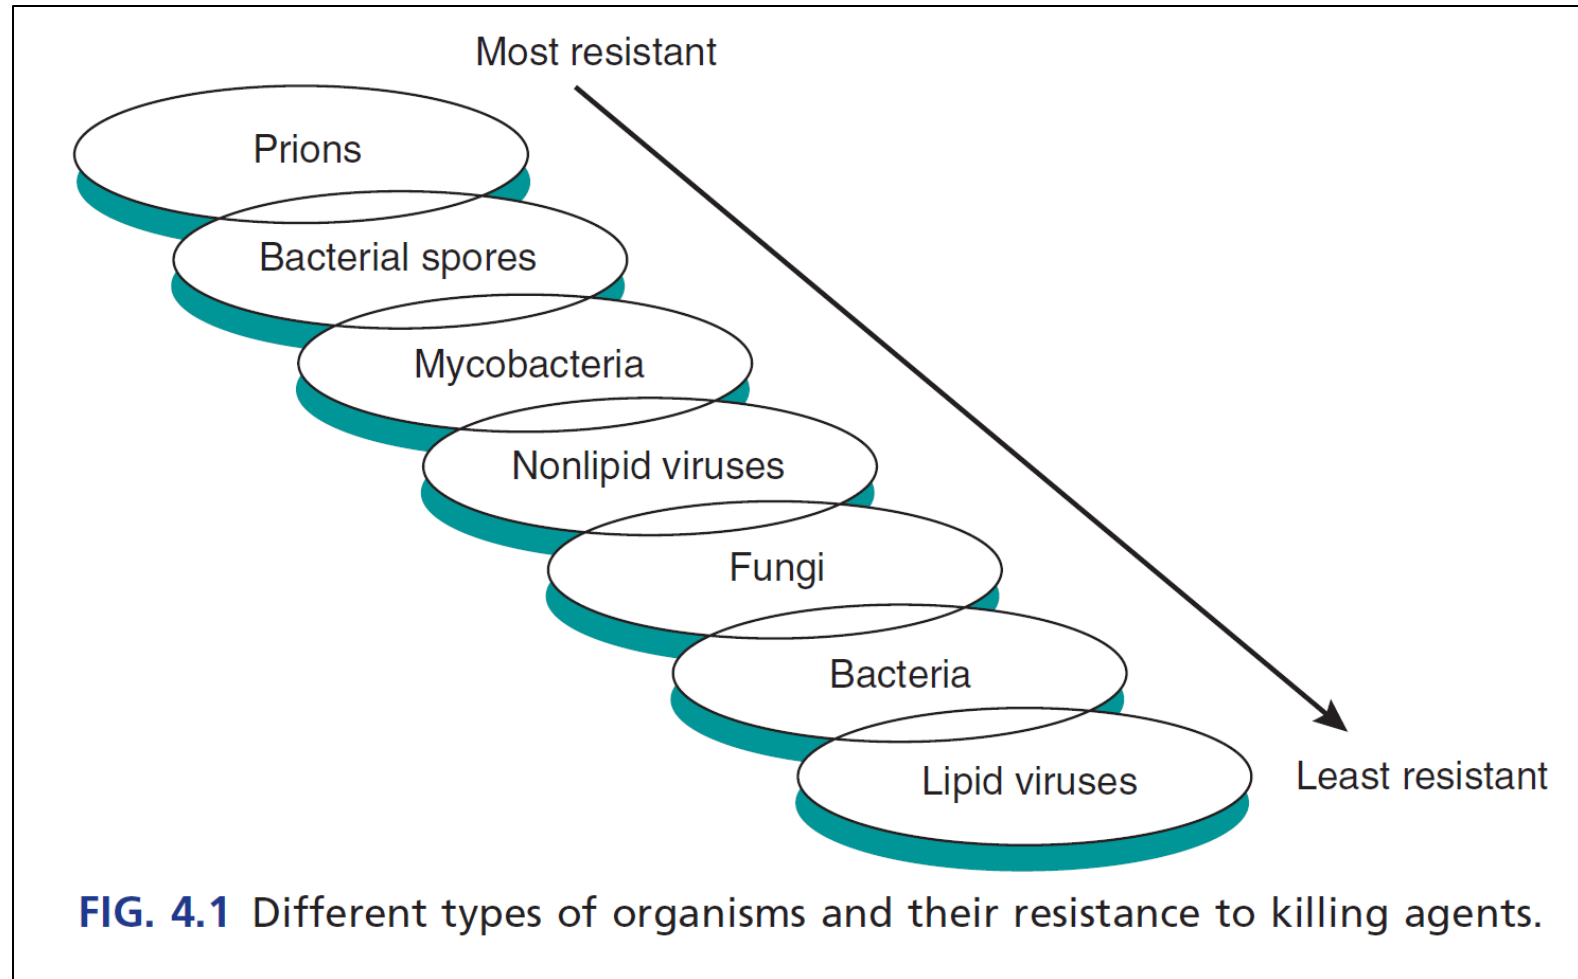 Most resistant
Prions
Bacterial spores
Mycobacteria
Nonlipid viruses
Fungi
Bacteria
Lipid viruses
Least resistant
FIG. 4.1 Different types of organisms and their resistance to killing agents.